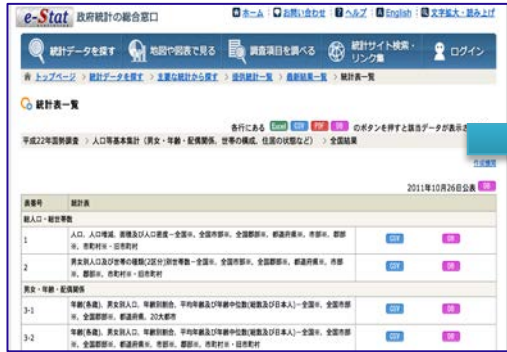 e-Stat 政府統計の総合窓口
ホーム お問い合わせ ヘルプ English 文字拡大・読み上げ
統計データを探す 地図や図表で見る 調査項目を調べる 統計サイト検索・リンク集 ログイン
トップページ > 統計データを探す > 主要な統計から探す > 提供統計一覧 > 最新結果一覧 > 統計表一覧
統計表一覧
各行にある Excel CSV PDF DB のボタンを押すと該当データが表示さ
平成22年国勢調査 > 人口等基本集計（男女・年齢・配偶関係，世帯の構成，住居の状態など） > 全国結果
2011年10月26日公表 DB
表番号 統計表
総人口・総世帯数
1 人口，人口増減，面積及び人口密度－全国※，全国市部※，全国郡部※，都道府県※，市部※，郡部※，市町村※・旧市町村 CSV DB
2 男女別人口及び世帯の種類(2区分)別世帯数－全国※，全国市部※，全国郡部※，都道府県※，市部※，郡部※，市町村※・旧市町村 CSV DB
男女・年齢・配偶関係
3-1 年齢(各歳)，男女別人口，年齢別割合，平均年齢及び年齢中位数(総数及び日本人)－全国※，全国市部※，全国郡部※，都道府県，20大都市 CSV DB
3-2 年齢(各歳)，男女別人口，年齢別割合，平均年齢及び年齢中位数(総数及び日本人)－全国※，全国市部※，全国郡部※，都道府県※，市部※，郡部※，市町村※・旧市町村 CSV DB